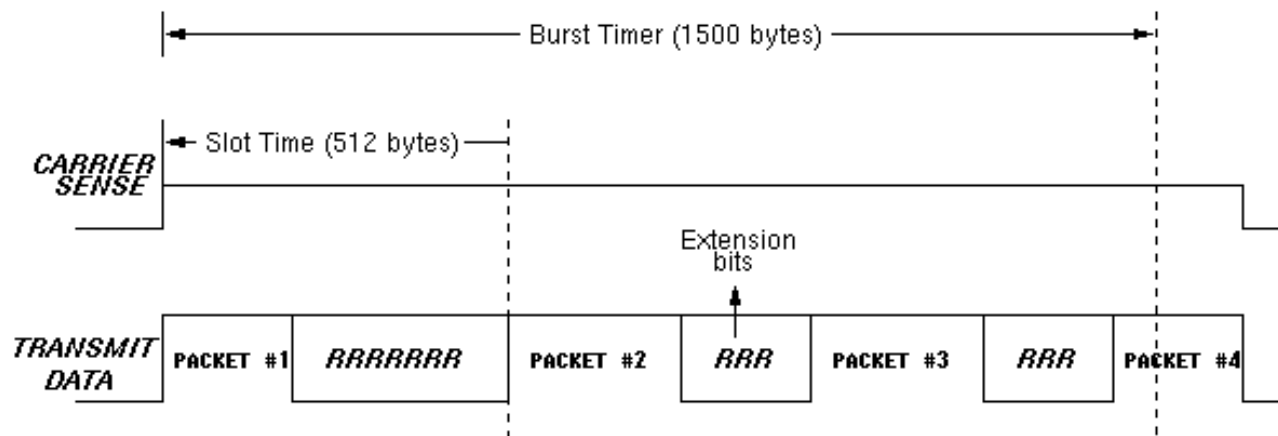 Burst Timer (1500 bytes)
Slot Time (512 bytes)
CARRIER
SENSE
Extension
bits
TRANSMIT
DATA
PACKET #1
RRRRRRR
PACKET #2
RRR
PACKET #3
RRR
PACKET #4